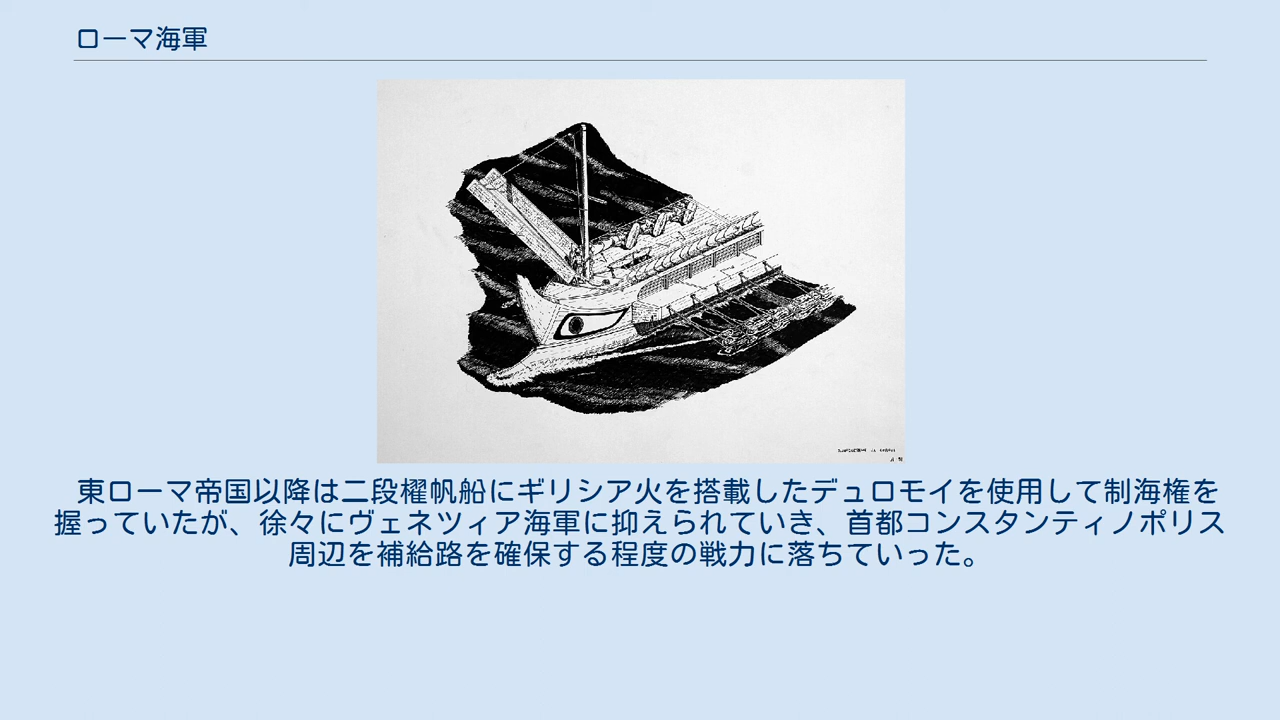 ローマ海軍
東ローマ帝国以降は二段櫂帆船にギリシア火を搭載したデュロモイを使用して制海権を
握っていたが、徐々にヴェネツィア海軍に抑えられていき、首都コンスタンティノポリス
周辺を補給路を確保する程度の戦力に落ちていった。